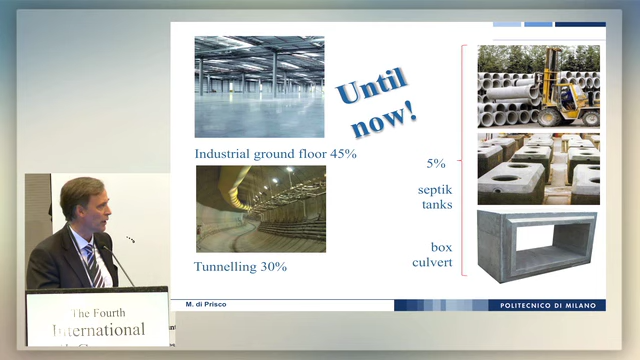 Until
now!
Industrial ground floor 45%
Tunnelling 30%
5%
septik
tanks
box
culvert
M. di Prisco
POLITECNICO DI MILANO
The Fourth
International